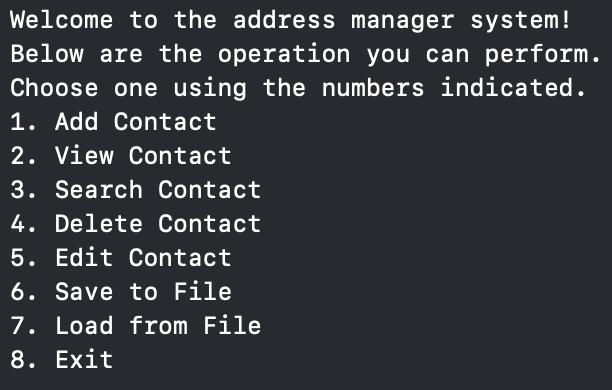 Welcome to the address manager system!
Below are the operation you can perform.
Choose one using the numbers indicated.
1. Add Contact
2. View Contact
3. Search Contact
4. Delete Contact
5. Edit Contact
6. Save to File
7. Load from File
8. Exit